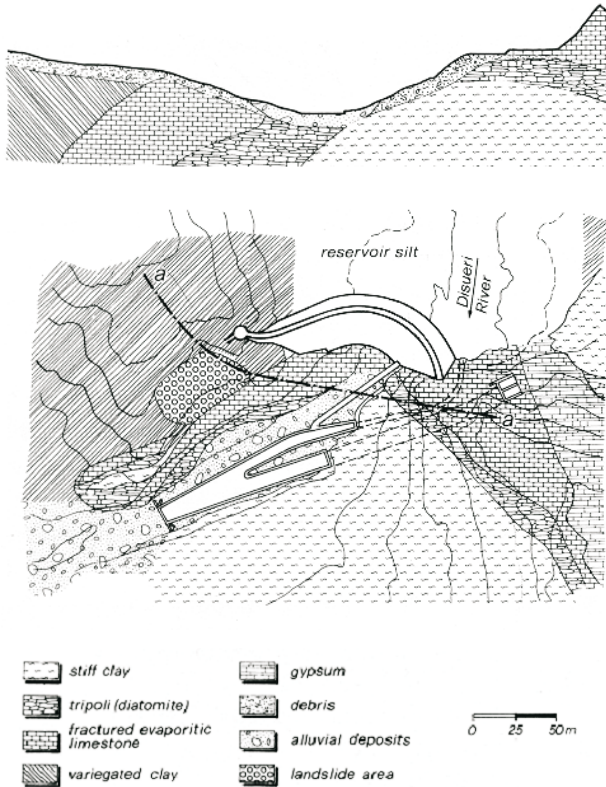 a
reservoir silt
Disueri
River
a
stiff clay
tripoli (diatomite)
fractured evaporitic
limestone
variegated clay
gypsum
debris
alluvial deposits
landslide area
0 25 50m